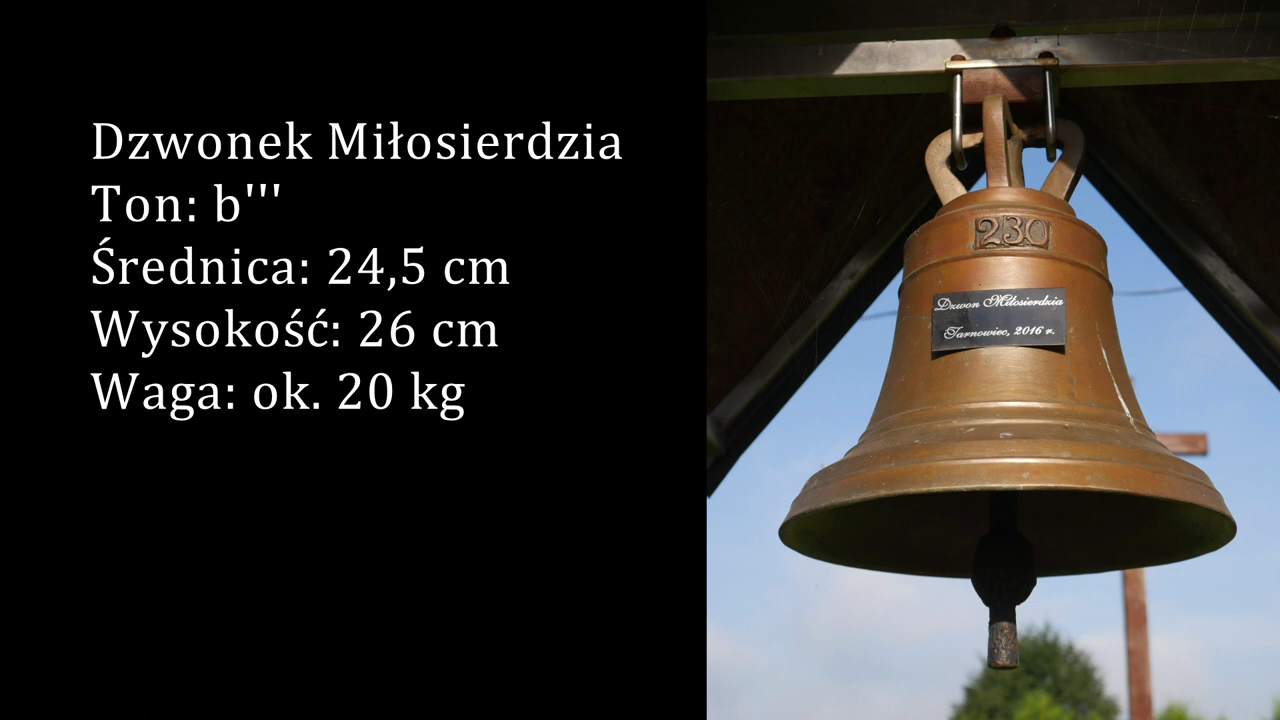 Dzwonek Miłosierdzia
Ton: b'''
Średnica: 24,5 cm
Wysokość: 26 cm
Waga: ok. 20 kg
230
Dzwon Miłosierdzia
Tarnowiec, 2016 r.